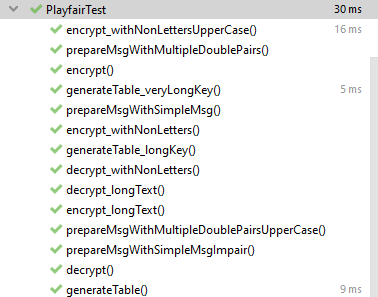 PlayfairTest 30 ms
encrypt_withNonLettersUpperCase() 16 ms
prepareMsgWithMultipleDoublePairs()
encrypt()
generateTable_veryLongKey() 5 ms
prepareMsgWithSimpleMsg()
encrypt_withNonLetters()
generateTable_longKey()
decrypt_withNonLetters()
decrypt_longText()
encrypt_longText()
prepareMsgWithMultipleDoublePairsUpperCase()
prepareMsgWithSimpleMsgImpair()
decrypt()
generateTable() 9 ms